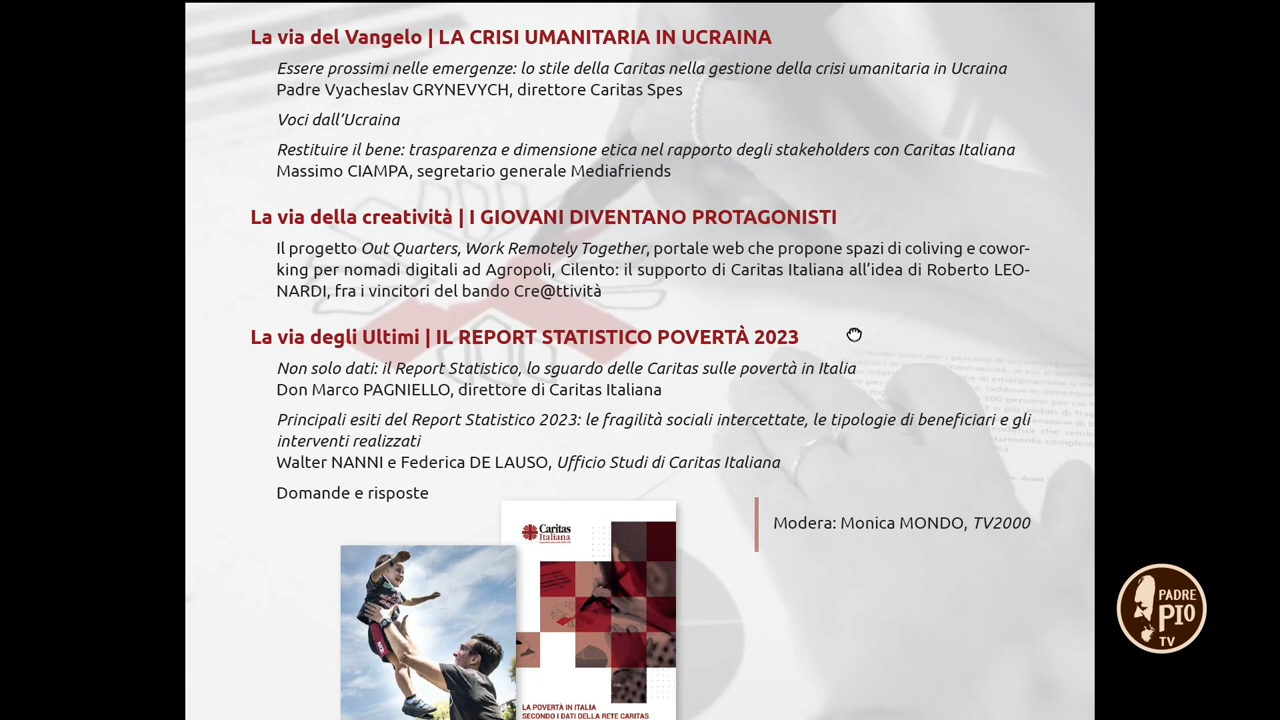 La via del Vangelo | LA CRISI UMANITARIA IN UCRAINA
Essere prossimi nelle emergenze: lo stile della Caritas nella gestione della crisi umanitaria in Ucraina
Padre Vyacheslav GRYNEVYCH, direttore Caritas Spes
Voci dall’Ucraina
Restituire il bene: trasparenza e dimensione etica nel rapporto degli stakeholders con Caritas Italiana
Massimo CIAMPA, segretario generale Mediafriends
La via della creatività | I GIOVANI DIVENTANO PROTAGONISTI
Il progetto Out Quarters, Work Remotely Together, portale web che propone spazi di coliving e cowor-
king per nomadi digitali ad Agropoli, Cilento: il supporto di Caritas Italiana all’idea di Roberto LEO-
NARDI, fra i vincitori del bando Cre@ttività
La via degli Ultimi | IL REPORT STATISTICO POVERTÀ 2023
Non solo dati: il Report Statistico, lo sguardo delle Caritas sulle povertà in Italia
Don Marco PAGNIELLO, direttore di Caritas Italiana
Principali esiti del Report Statistico 2023: le fragilità sociali intercettate, le tipologie di beneficiari e gli
interventi realizzati
Walter NANNI e Federica DE LAUSO, Ufficio Studi di Caritas Italiana
Domande e risposte
Modera: Monica MONDO, TV2000
Caritas
Italiana
LA POVERTÀ IN ITALIA
SECONDO I DATI DELLA RETE CARITAS
PADRE
PIO
TV